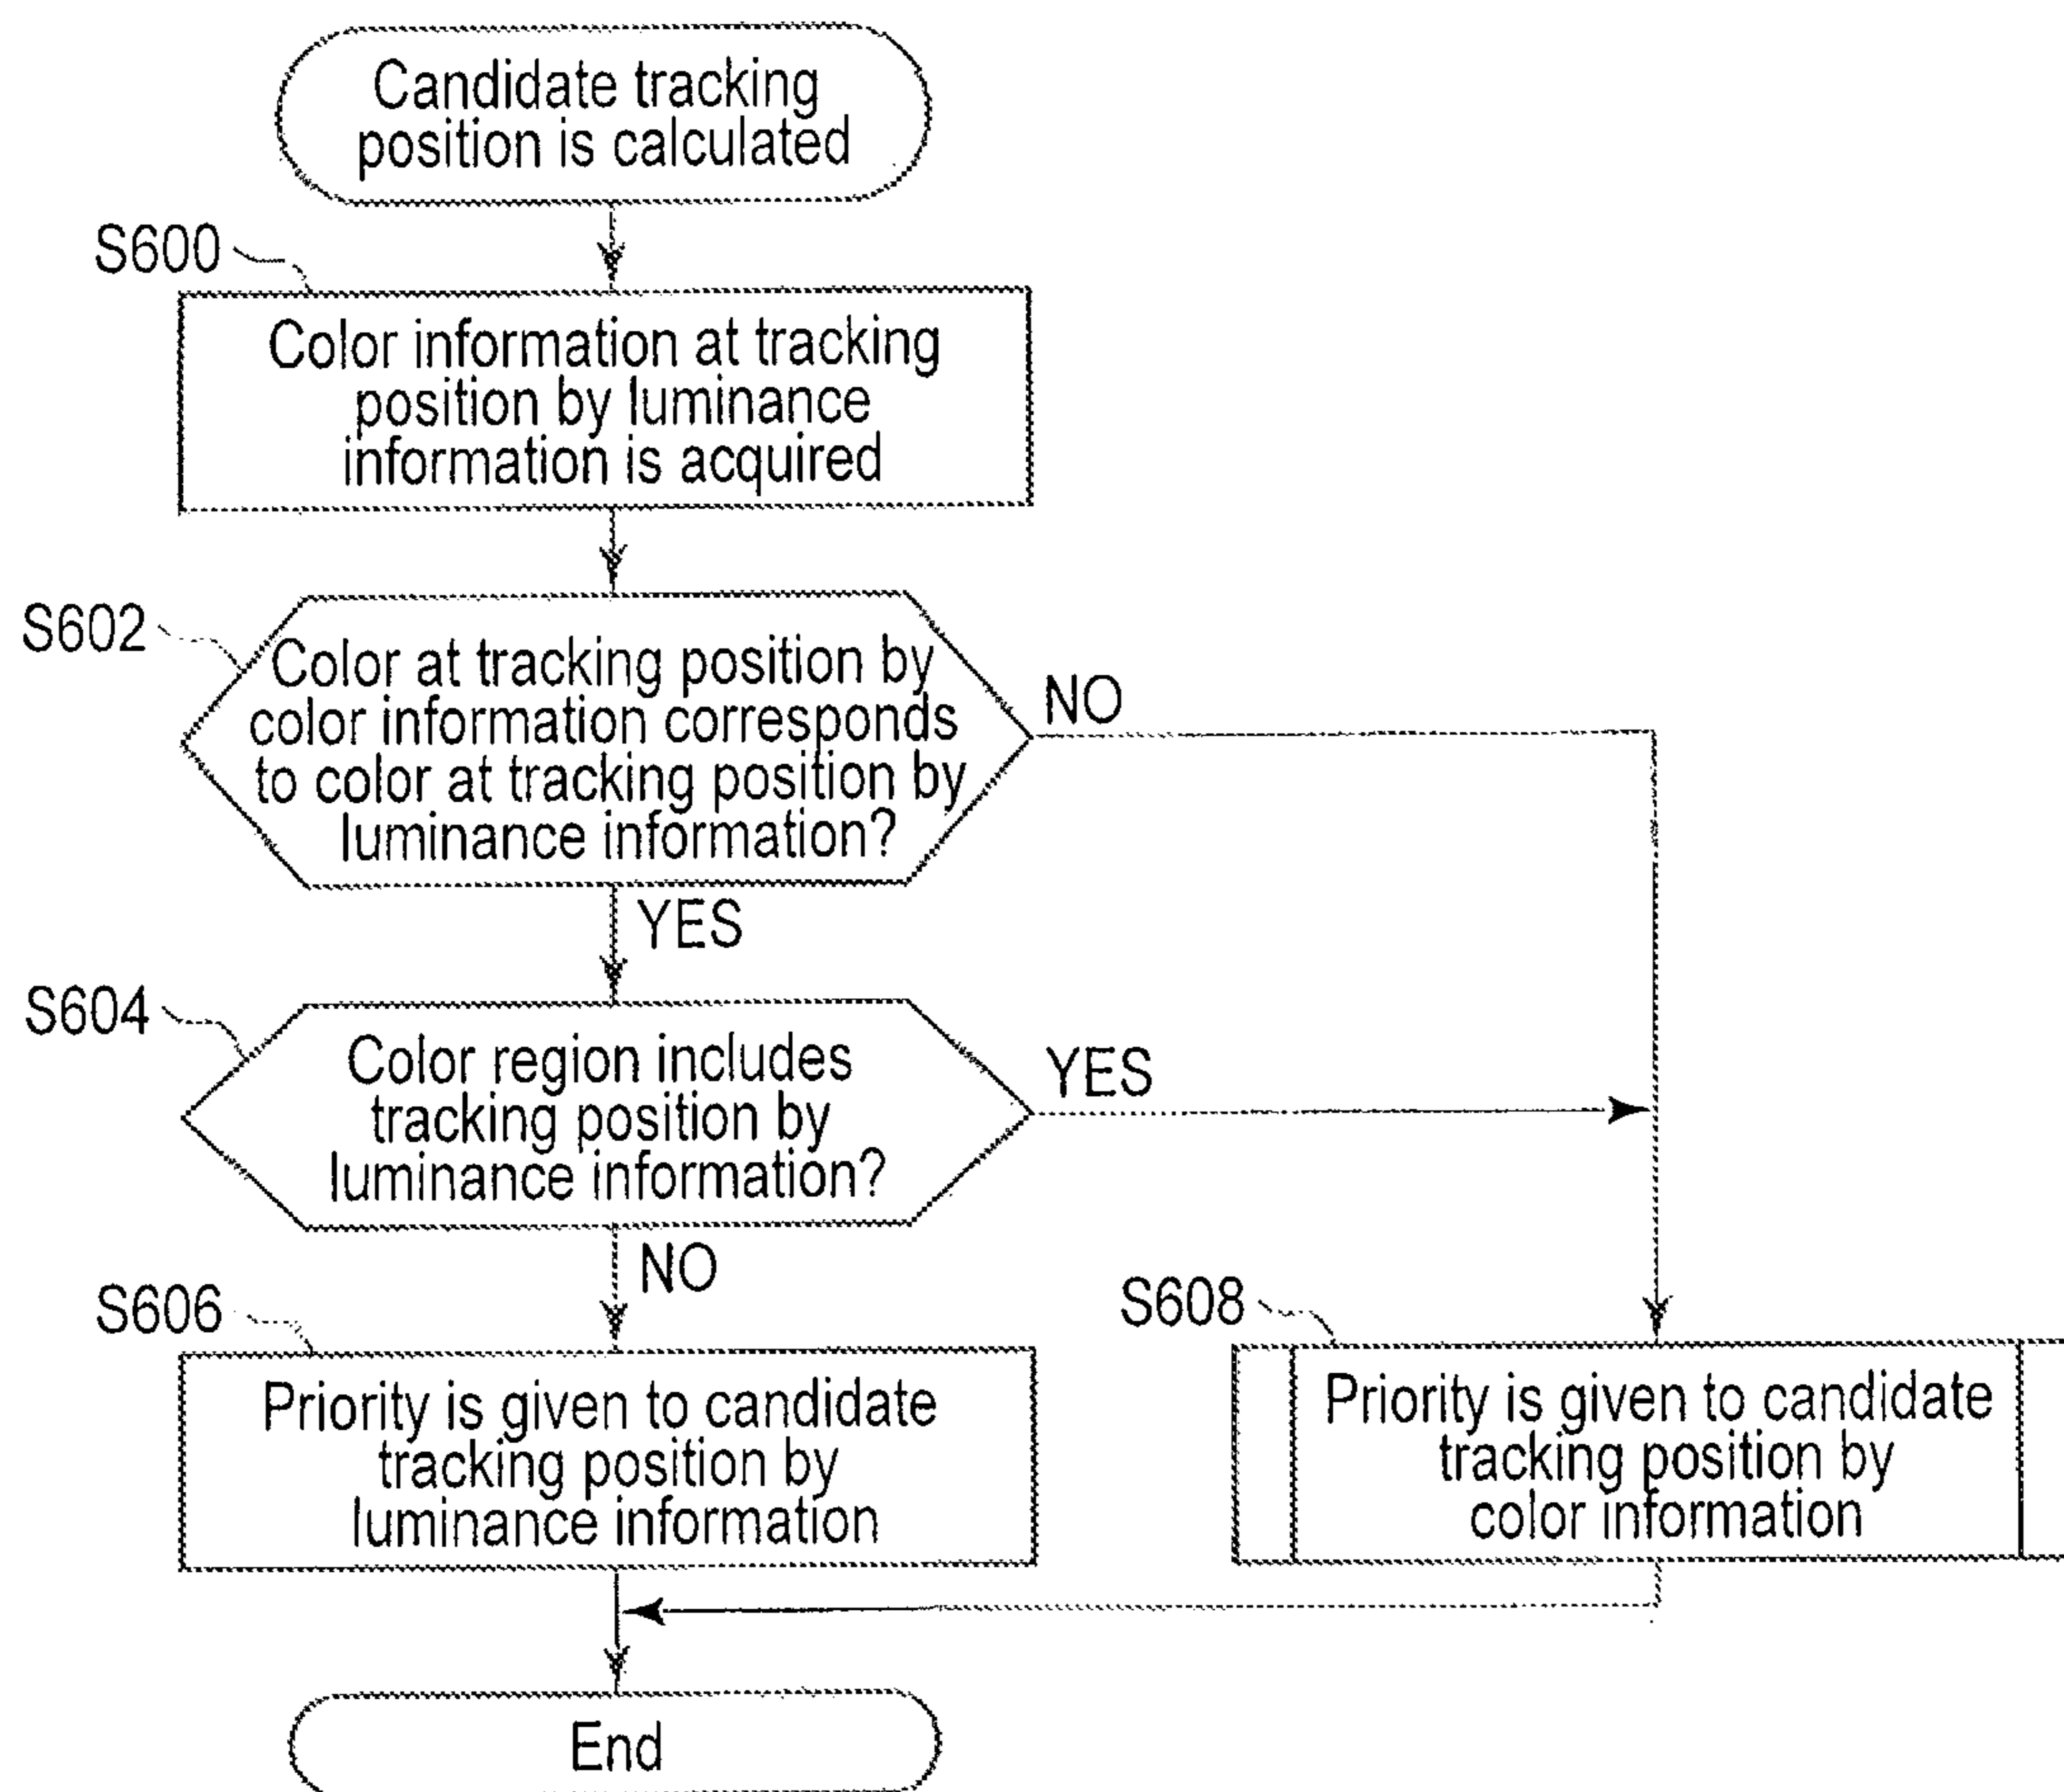 Candidate tracking
position is calculated
S600
Color information at tracking
position by luminance
information is acquired
S602
Color at tracking position by
color information corresponds
to color at tracking position by
luminance information?
NO
YES
S604
Color region includes
tracking position by
luminance information?
YES
NO
S606
Priority is given to candidate
tracking position by
luminance information
S608
Priority is given to candidate
tracking position by
color information
End